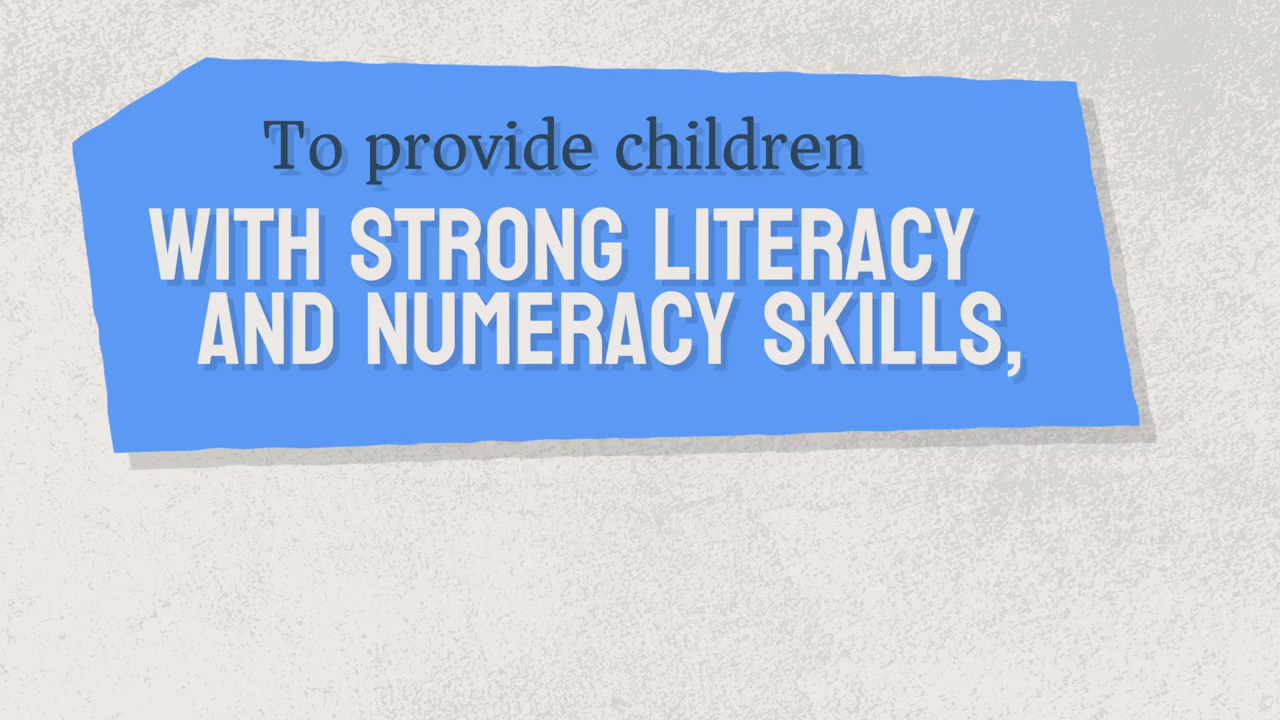 To provide children
WITH STRONG LITERACY
AND NUMERACY SKILLS,